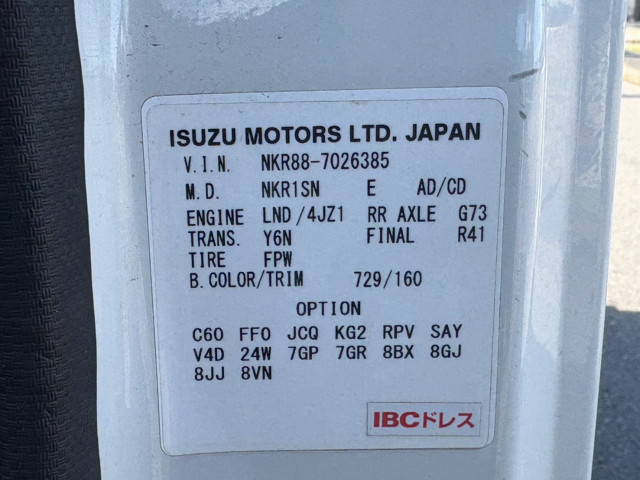 ISUZU MOTORS LTD. JAPAN
V.I.N. NKR88-7026385
M.D. NKR1SN E AD/CD
ENGINE LND/4JZ1 RR AXLE G73
TRANS. Y6N FINAL R41
TIRE FPW
B.COLOR/TRIM 729/160
OPTION
C60 FF0 JCQ KG2 RPV SAY
V4D 24W 7GP 7GR 8BX 8GJ
8JJ 8VN
IBCドレス